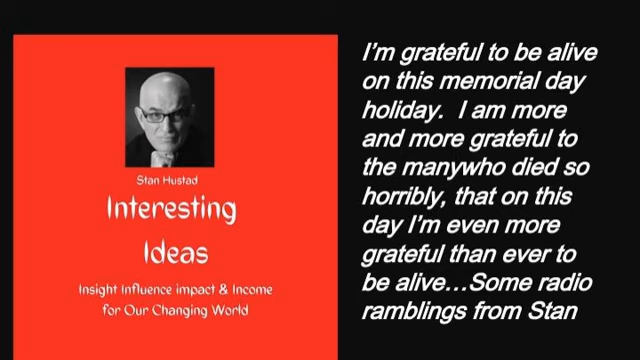 Stan Hustad
Interesting
Ideas
Insight Influence impact & Income
for Our Changing World
I'm grateful to be alive
on this memorial day
holiday. I am more
and more grateful to
the manywho died so
horribly, that on this
day I'm even more
grateful than ever to
be alive...Some radio
ramblings from Stan